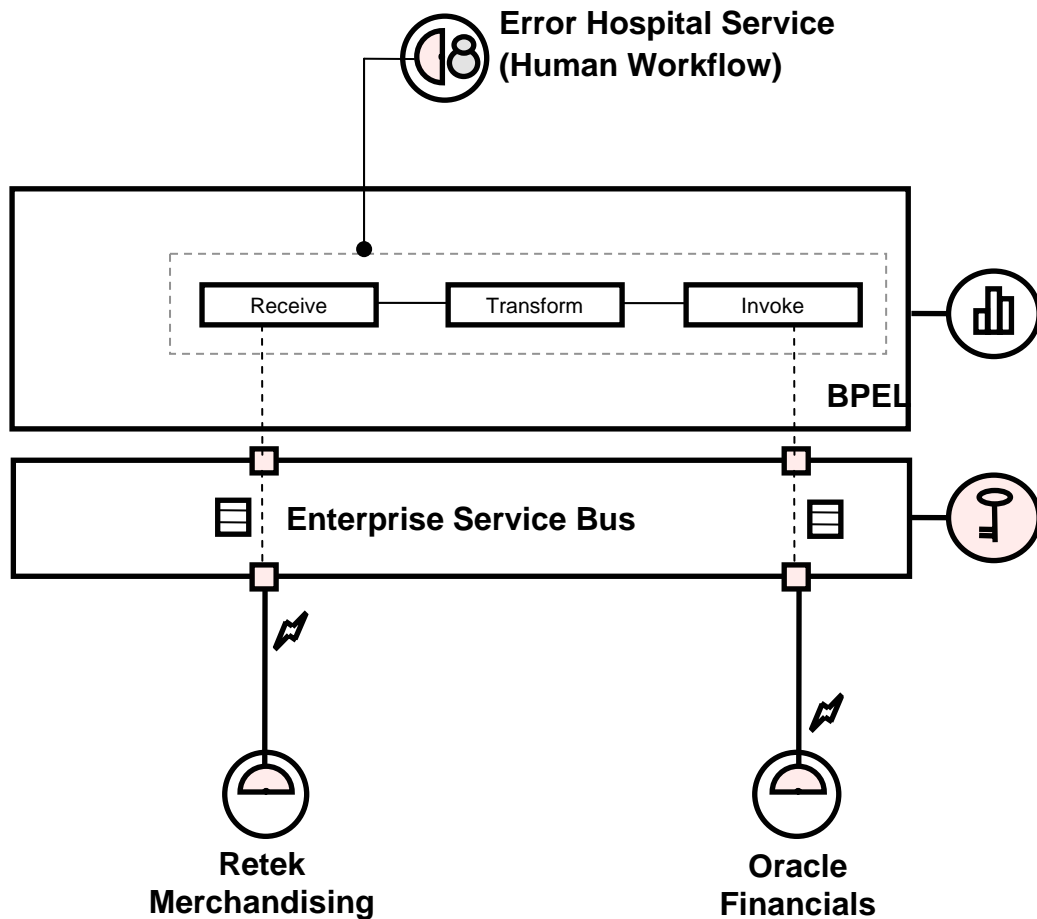 Error Hospital Service
(Human Workflow)
Receive
Transform
Invoke
BPEL
Enterprise Service Bus
Retek
Merchandising
Oracle
Financials